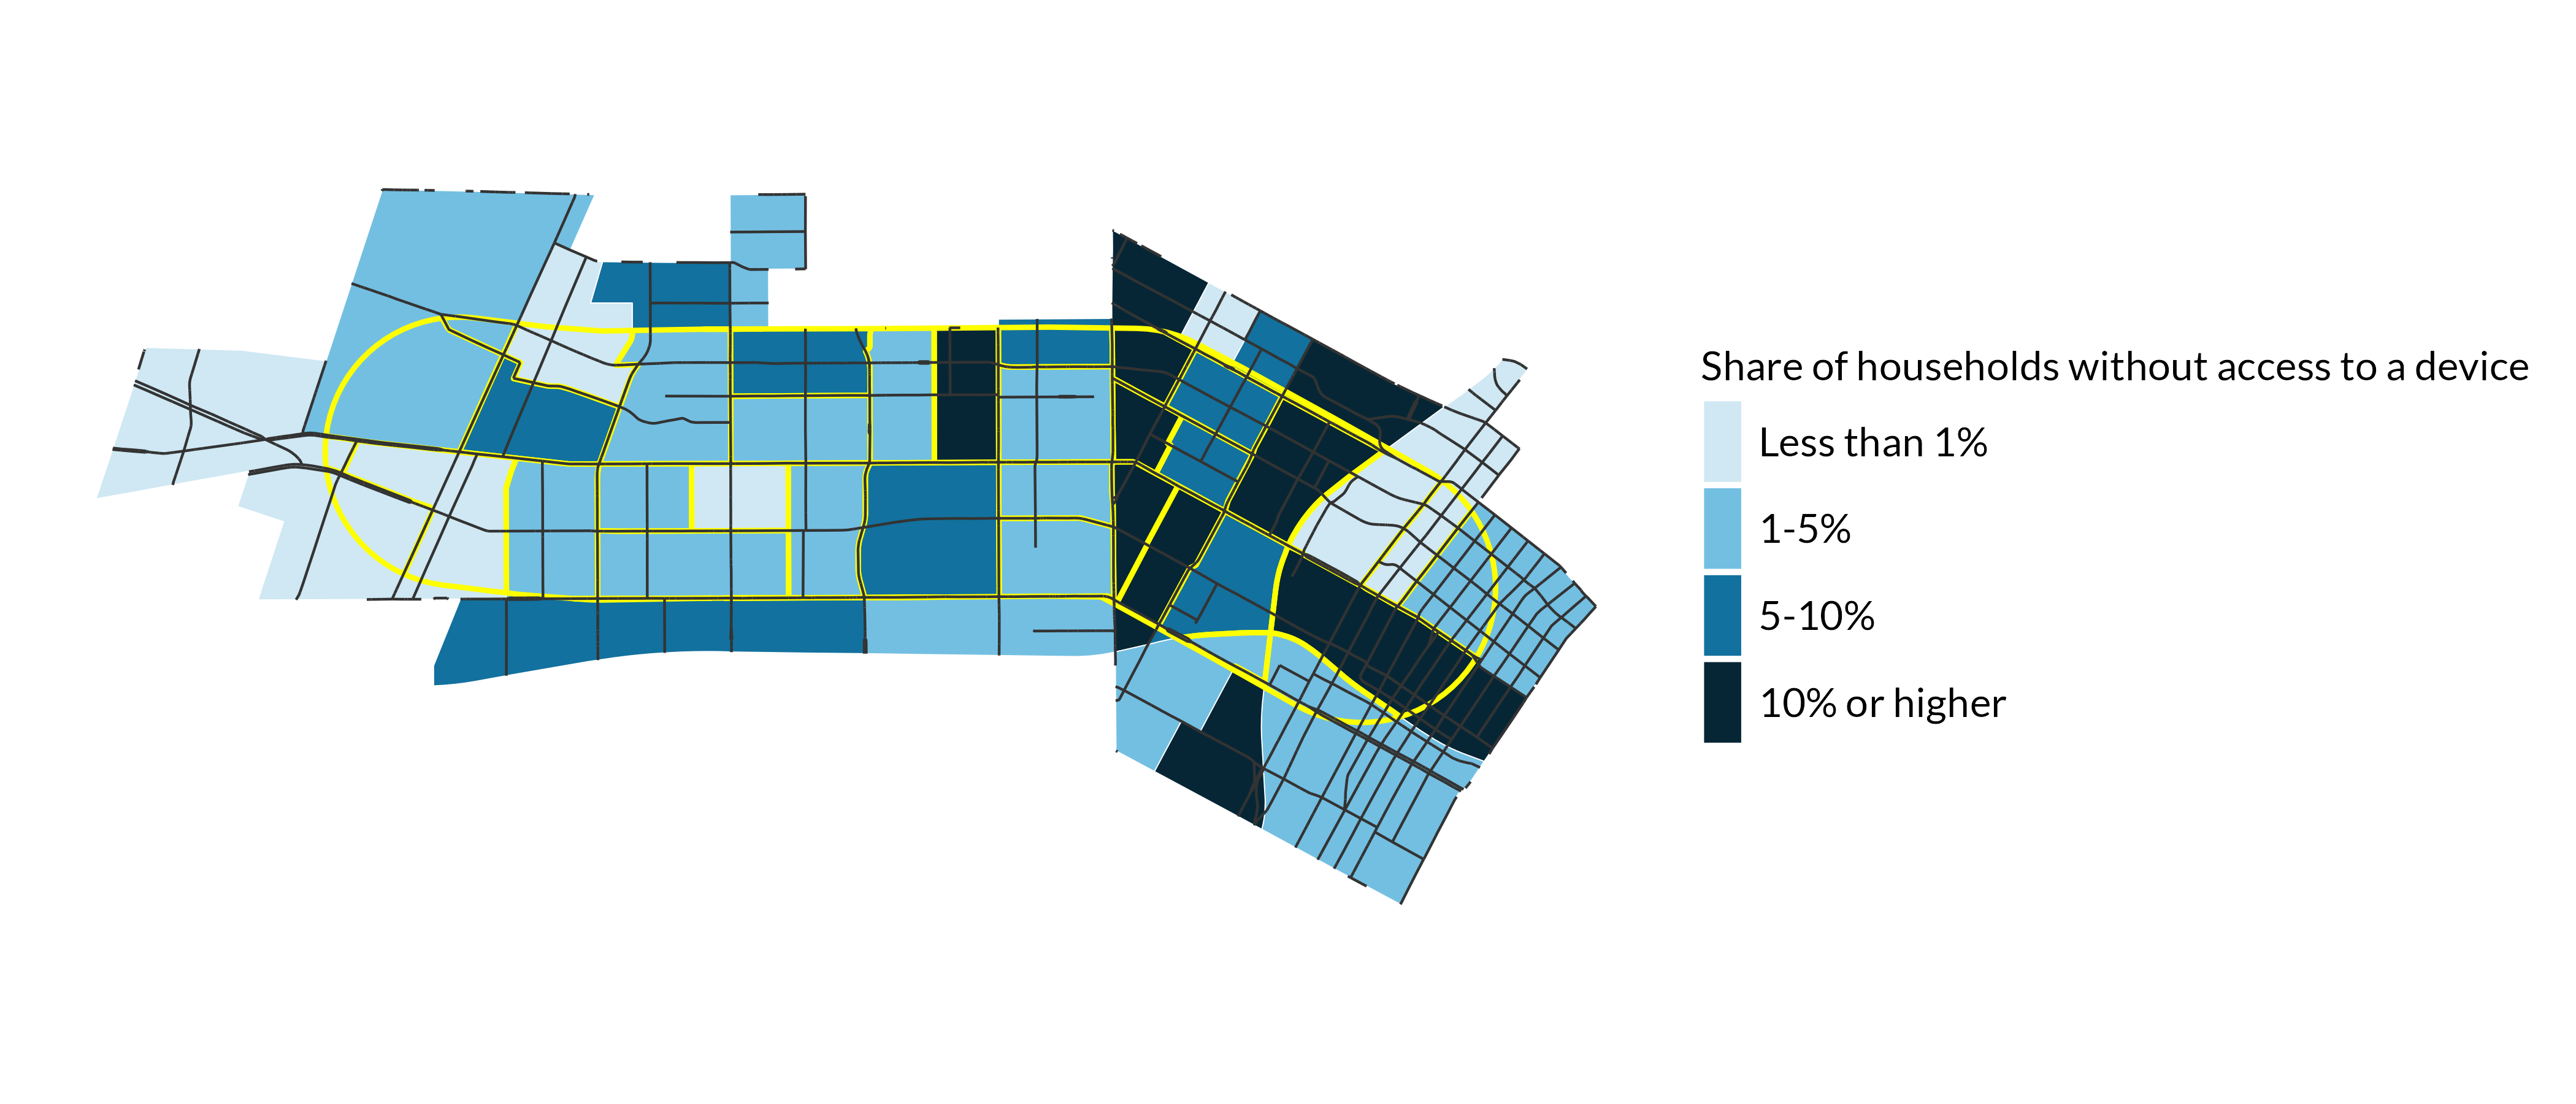 Share of households without access to a device
Less than 1%
1-5%
5-10%
10% or higher